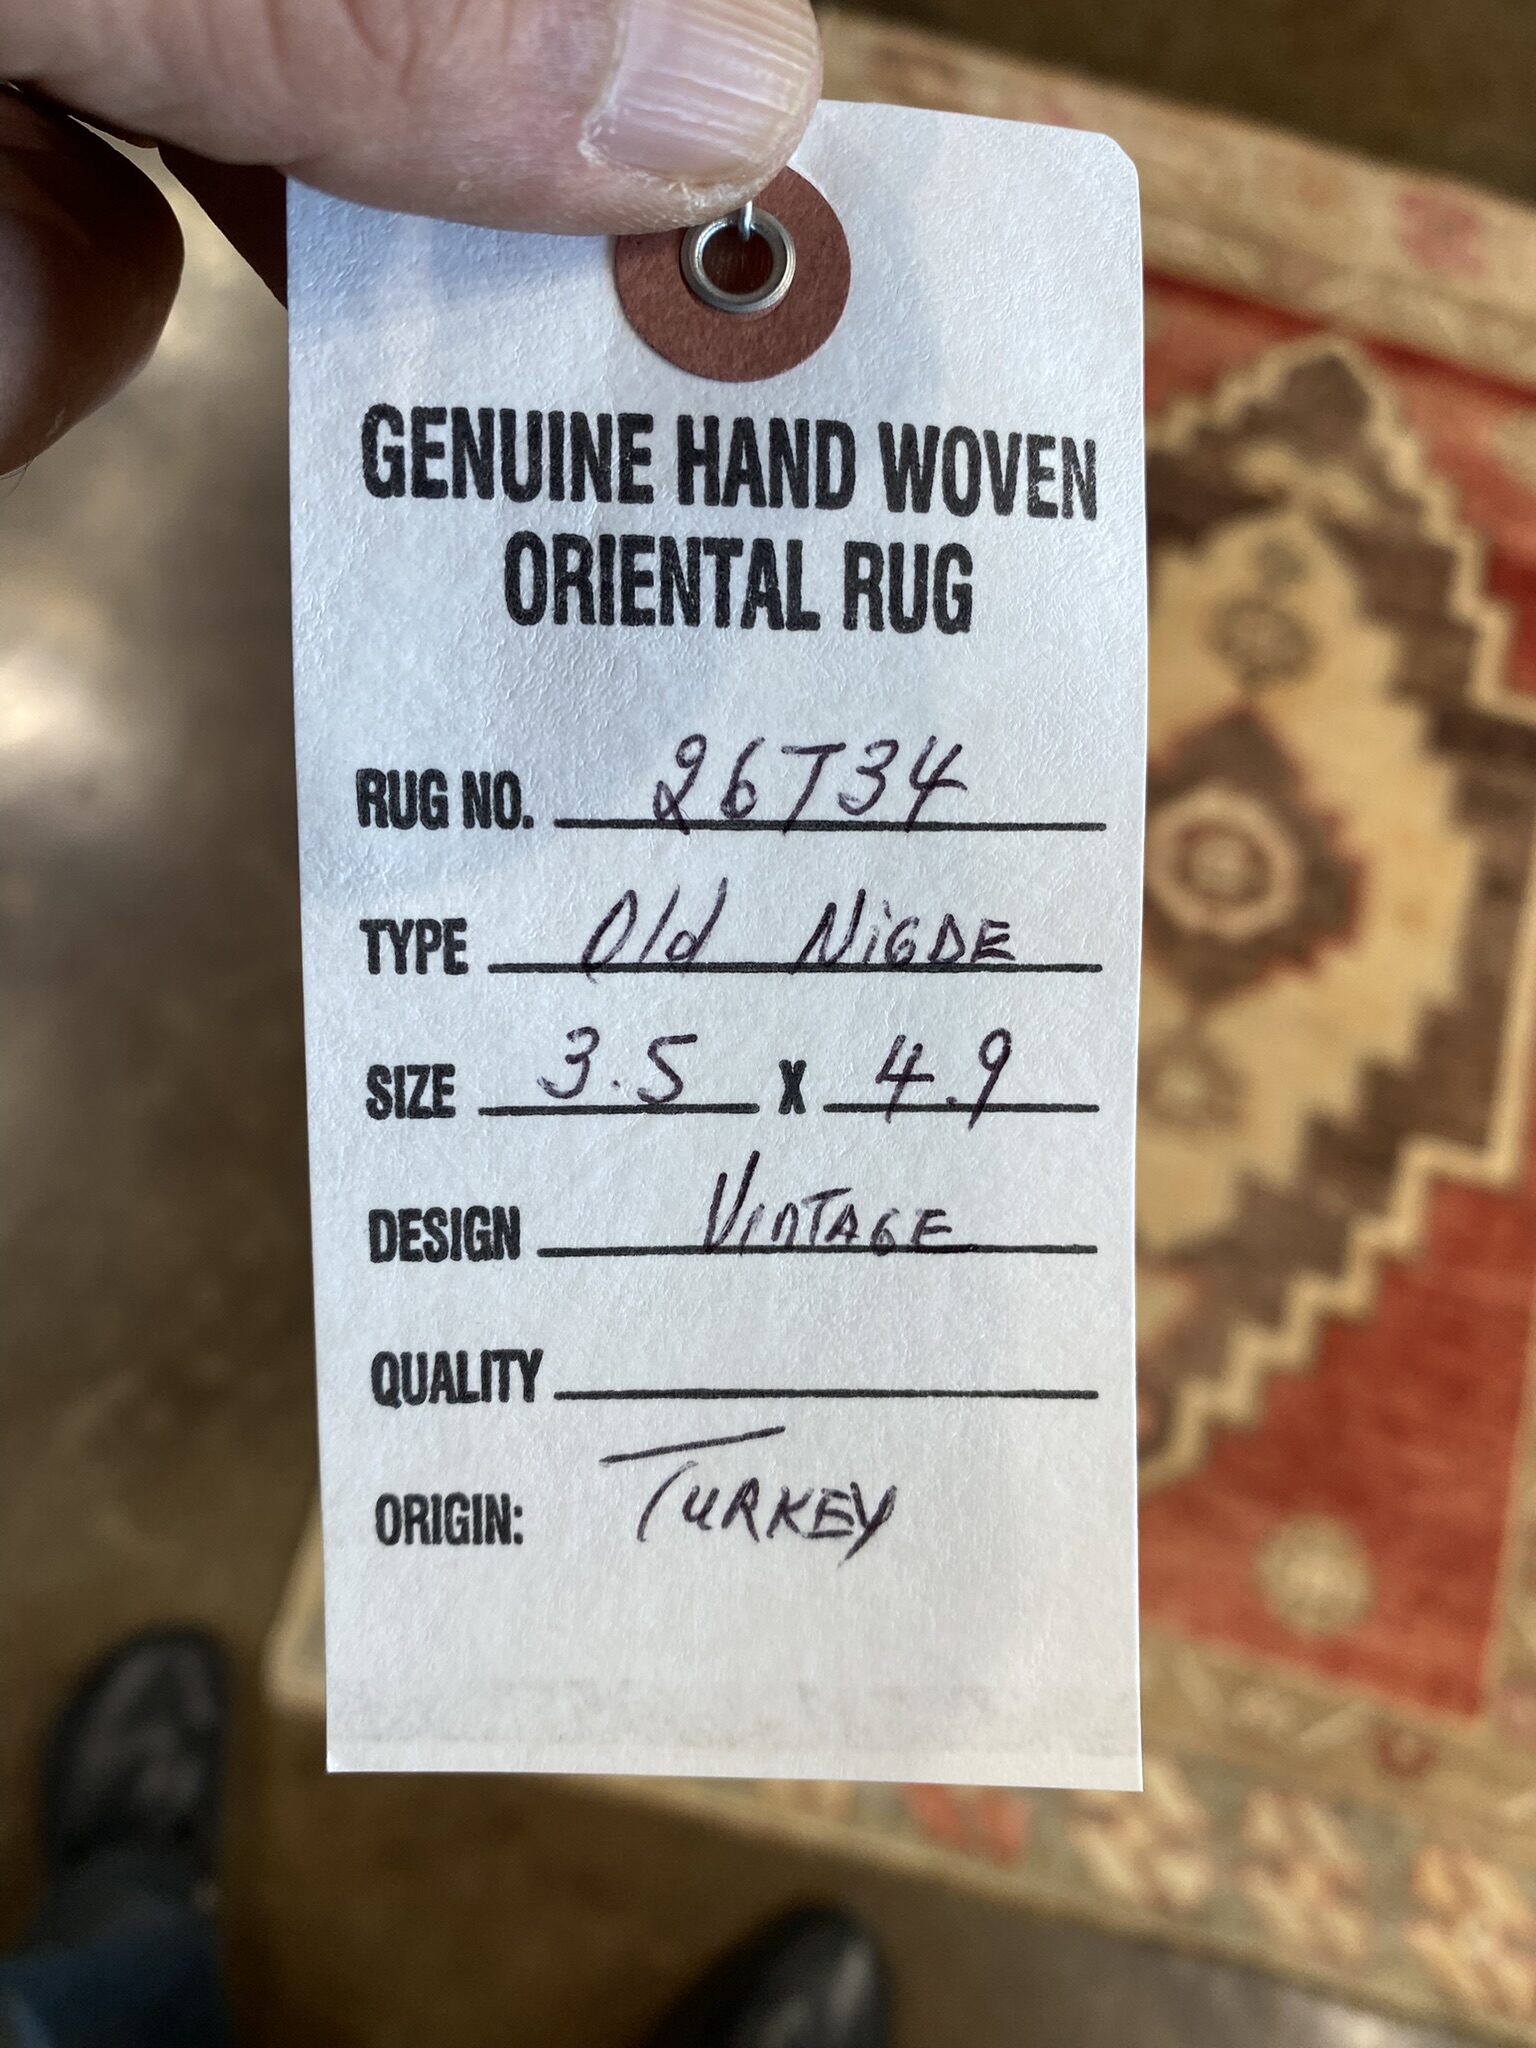 GENUINE HAND WOVEN
ORIENTAL RUG
RUG NO. 26T34
TYPE Old NiGDE
SIZE 3.5 X 4.9
DESIGN VINTAGE
QUALITY
ORIGIN: TURKEY